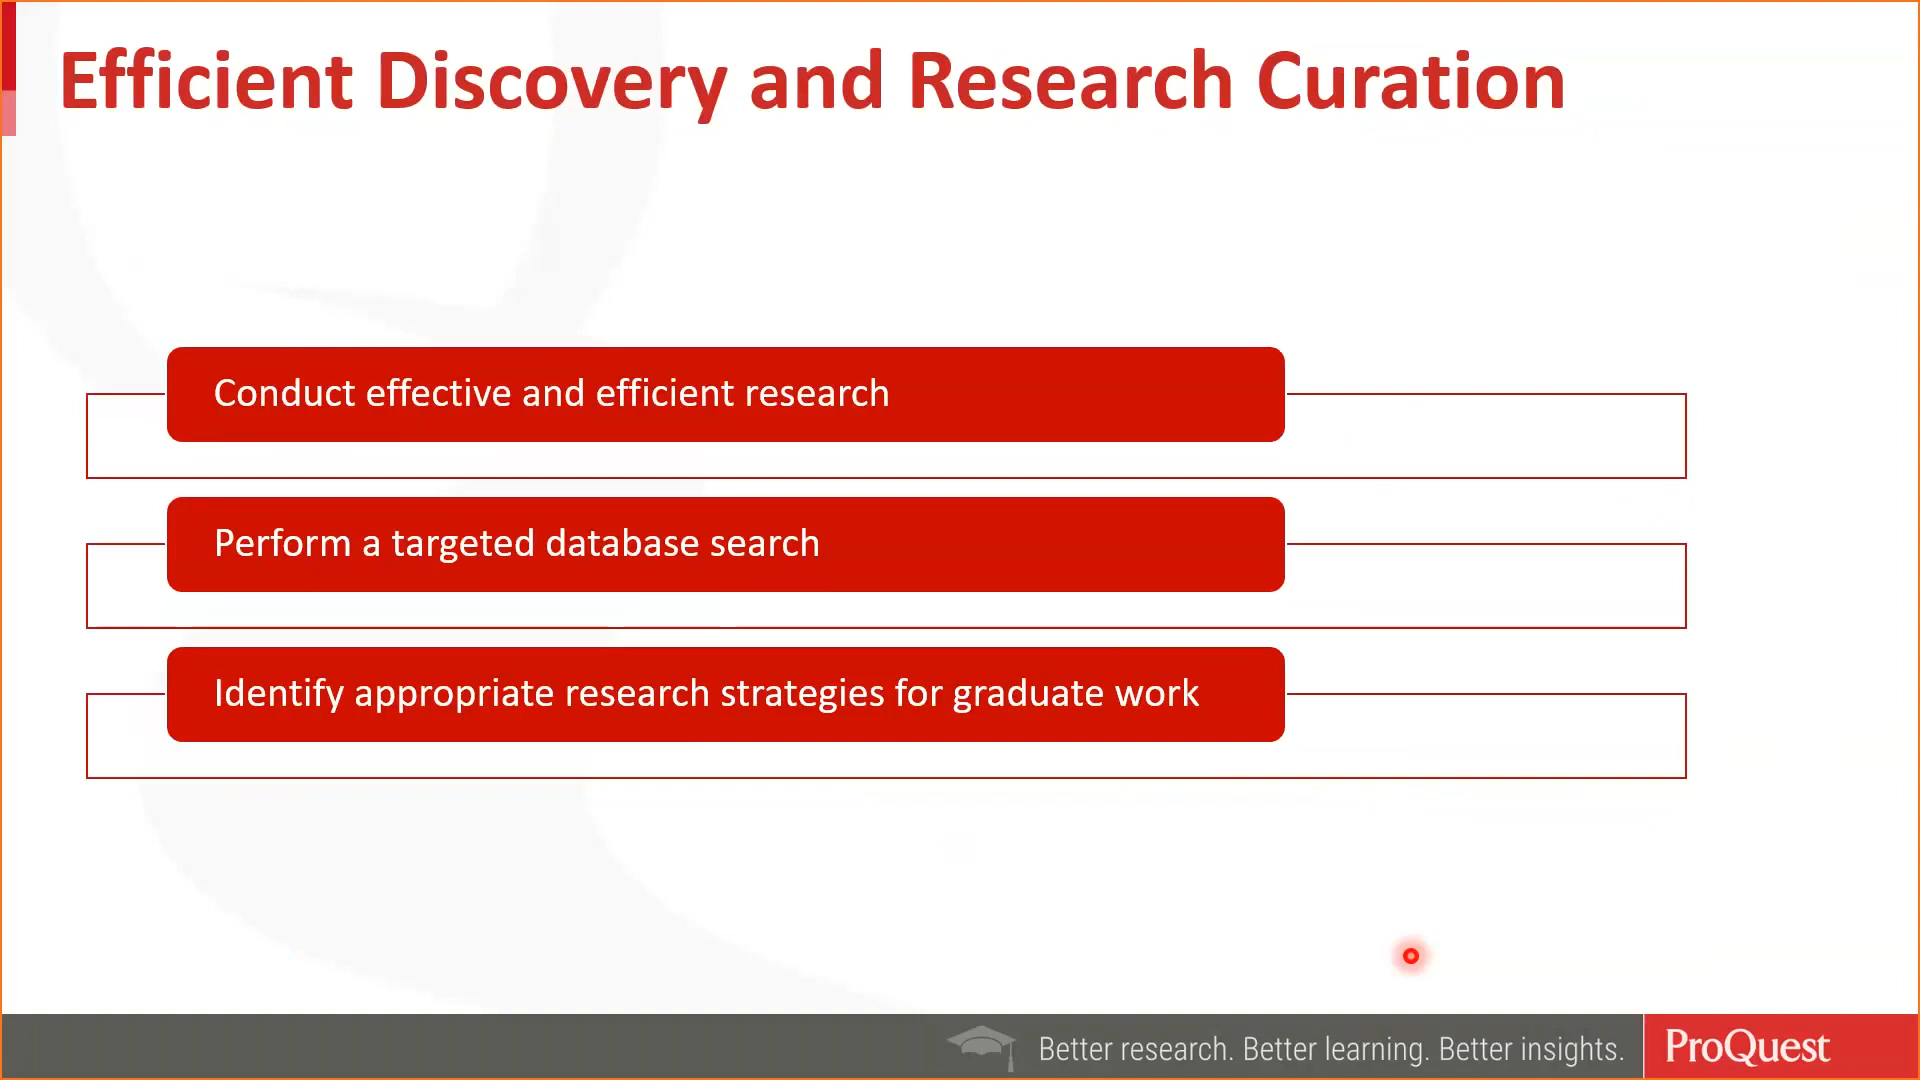 Efficient Discovery and Research Curation
Conduct effective and efficient research
Perform a targeted database search
Identify appropriate research strategies for graduate work
Better research. Better learning. Better insights.
ProQuest